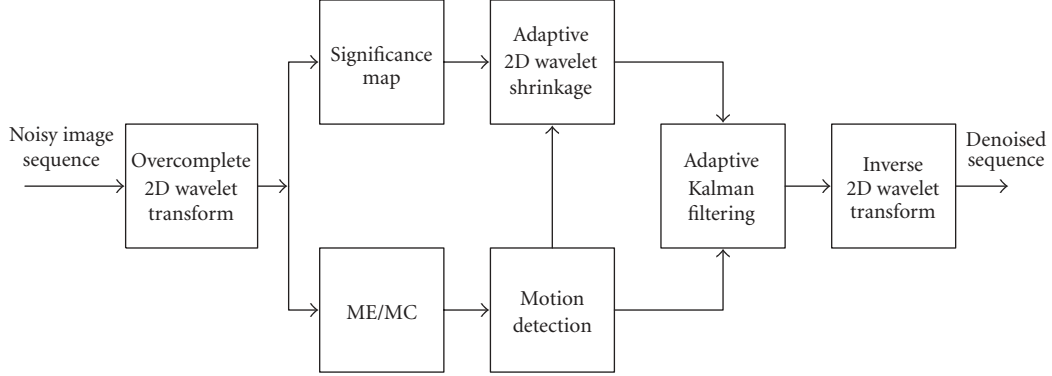 Noisy image
sequence
Overcomplete
2D wavelet
transform
Significance
map
Adaptive
2D wavelet
shrinkage
ME/MC
Motion
detection
Adaptive
Kalman
filtering
Inverse
2D wavelet
transform
Denoised
sequence